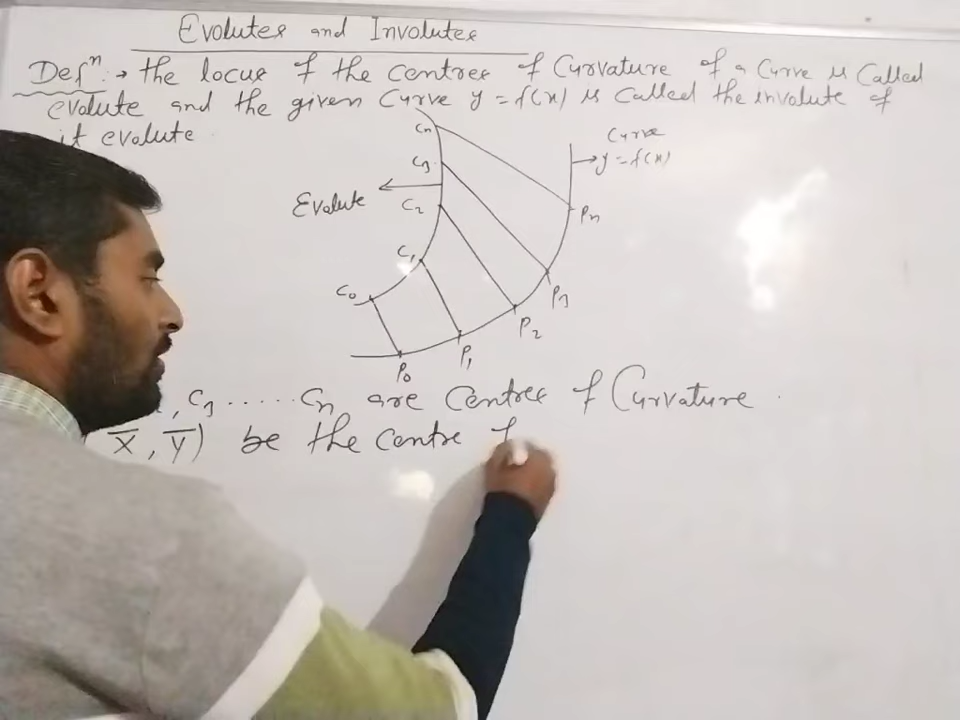 Evolutes and Involutes
Defⁿ :→ the locus of the centres of Curvature of a Curve is Called
evolute and the given Curve y = f(x) is called the involute of
it evolute
Cn
Curve
C3
→ y = f(x)
Evolute
C2
Pn
C1
C0
P3
P2
P1
P0
, C3 ..... Cn are Centres of Curvature
x̄, ȳ) be the centre of